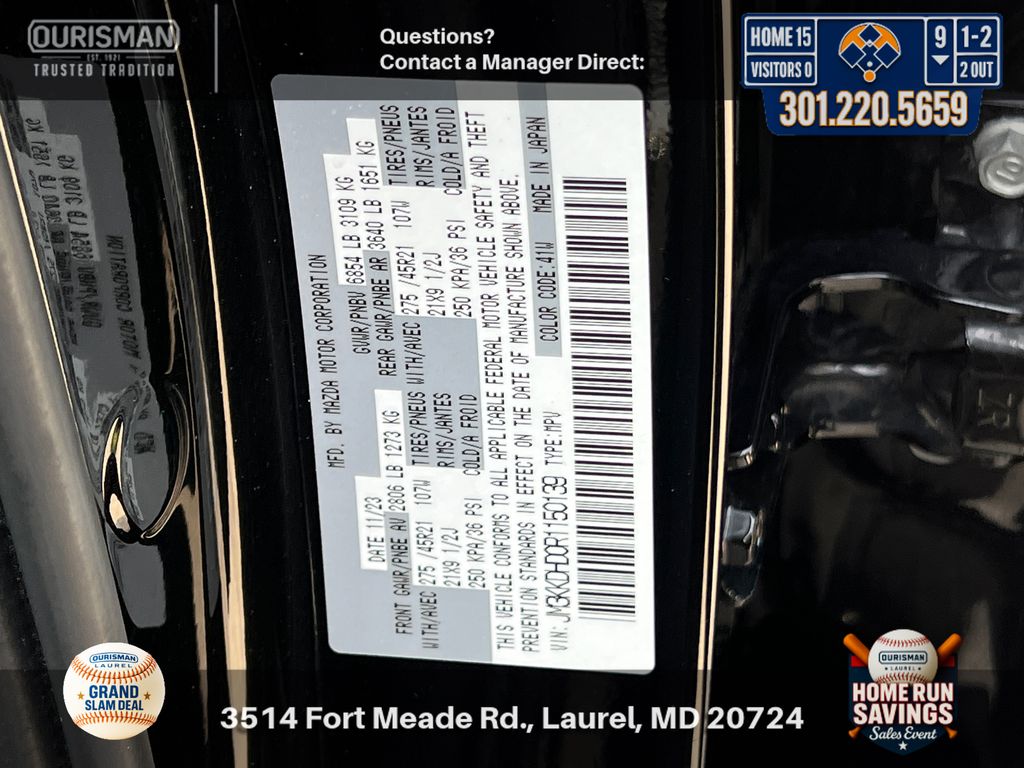 OURISMAN
EST. 1921
TRUSTED TRADITION
Questions?
Contact a Manager Direct:
HOME 15
VISITORS 0
9
1-2
2 OUT
301.220.5659
MFD. BY MAZDA MOTOR CORPORATION
DATE 11/23
GVWR/PNBV 6854 LB 3109 KG
FRONT GAWR/PNBE AV 2806 LB 1273 KG
REAR GAWR/PNBE AR 3640 LB 1651 KG
WITH/AVEC 275 /45R21 107W TIRES/PNEUS WITH/AVEC 275 /45R21 107W TIRES/PNEUS
21X9 1/2J RIMS/JANTES 21X9 1/2J RIMS/JANTES
250 KPA/36 PSI COLD/A FROID 250 KPA/36 PSI COLD/A FROID
THIS VEHICLE CONFORMS TO ALL APPLICABLE FEDERAL MOTOR VEHICLE SAFETY AND THEFT
PREVENTION STANDARDS IN EFFECT ON THE DATE OF MANUFACTURE SHOWN ABOVE.
COLOR CODE:41W MADE IN JAPAN
VIN: JM3KKDHD0R1150139 TYPE:MPV
OURISMAN
LAUREL
GRAND
SLAM DEAL
3514 Fort Meade Rd., Laurel, MD 20724
OURISMAN
LAUREL
HOME RUN
SAVINGS
Sales Event